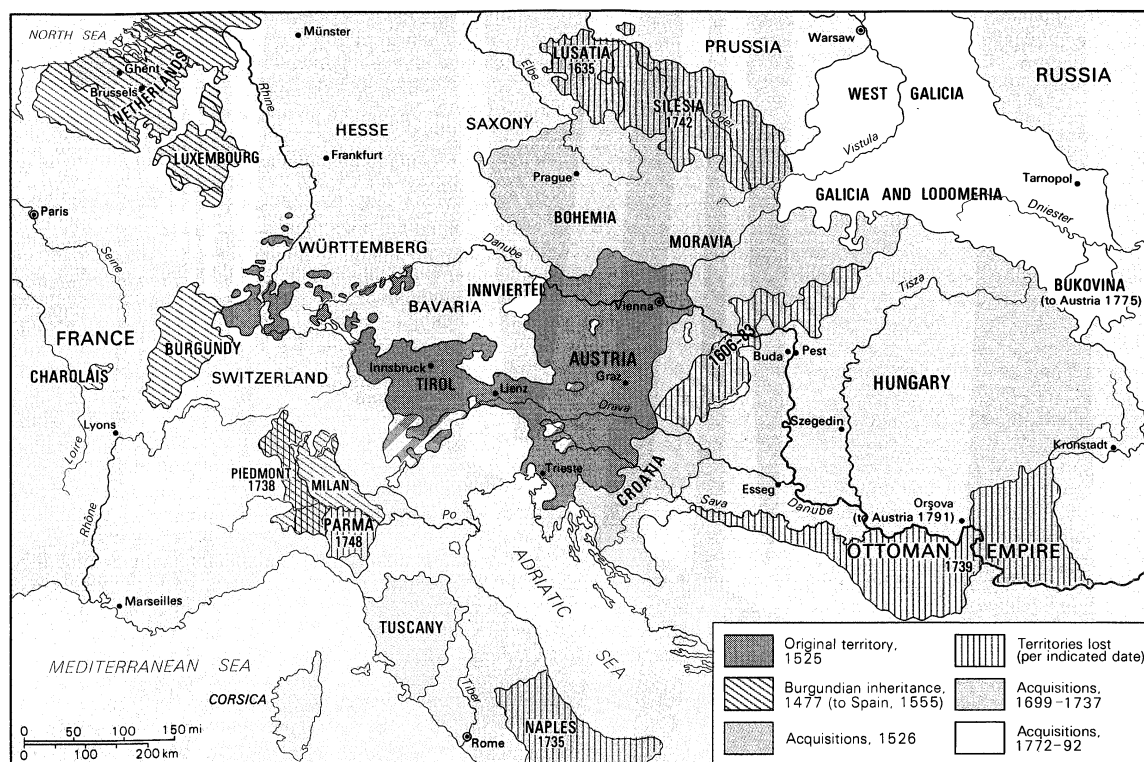 NORTH SEA
Münster
Ghent
Brussels
NETHERLANDS
Rhine
LUXEMBOURG
HESSE
Frankfurt
SAXONY
Elbe
LUSATIA
1635
SILESIA
1742
Oder
PRUSSIA
Warsaw
WEST GALICIA
RUSSIA
Vistula
Prague
BOHEMIA
MORAVIA
GALICIA AND LODOMERIA
Tarnopol
Dniester
Paris
Seine
WÜRTTEMBERG
Danube
BAVARIA
INNVIERTEL
Vienna
BUKOVINA
(to Austria 1775)
Tisza
FRANCE
BURGUNDY
CHAROLAIS
SWITZERLAND
Innsbruck
TIROL
Lienz
AUSTRIA
Graz
Drava
1606-83
Buda
Pest
HUNGARY
Szegedin
Kronstadt
Lyons
Loire
Rhône
PIEDMONT
1738
MILAN
PARMA
1748
Po
Trieste
CROATIA
Esseg
Sava
Danube
Orşova
(to Austria 1791)
OTTOMAN EMPIRE
1739
Marseilles
MEDITERRANEAN SEA
CORSICA
TUSCANY
Tiber
Rome
ADRIATIC SEA
NAPLES
1735
0 50 100 150 mi
0 100 200 km
Original territory,
1525
Burgundian inheritance,
1477 (to Spain, 1555)
Acquisitions, 1526
Territories lost
(per indicated date)
Acquisitions,
1699-1737
Acquisitions,
1772-92